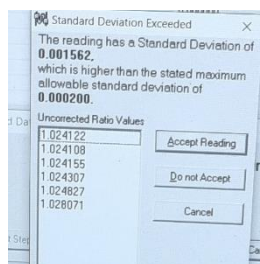 Standard Deviation Exceeded
The reading has a Standard Deviation of
0.001562,
which is higher than the stated maximum
allowable standard deviation of
0.000200.
Uncorrected Ratio Values
1.024122
1.024108
1.024155
1.024307
1.024827
1.028071
Accept Reading
Do not Accept
Cancel